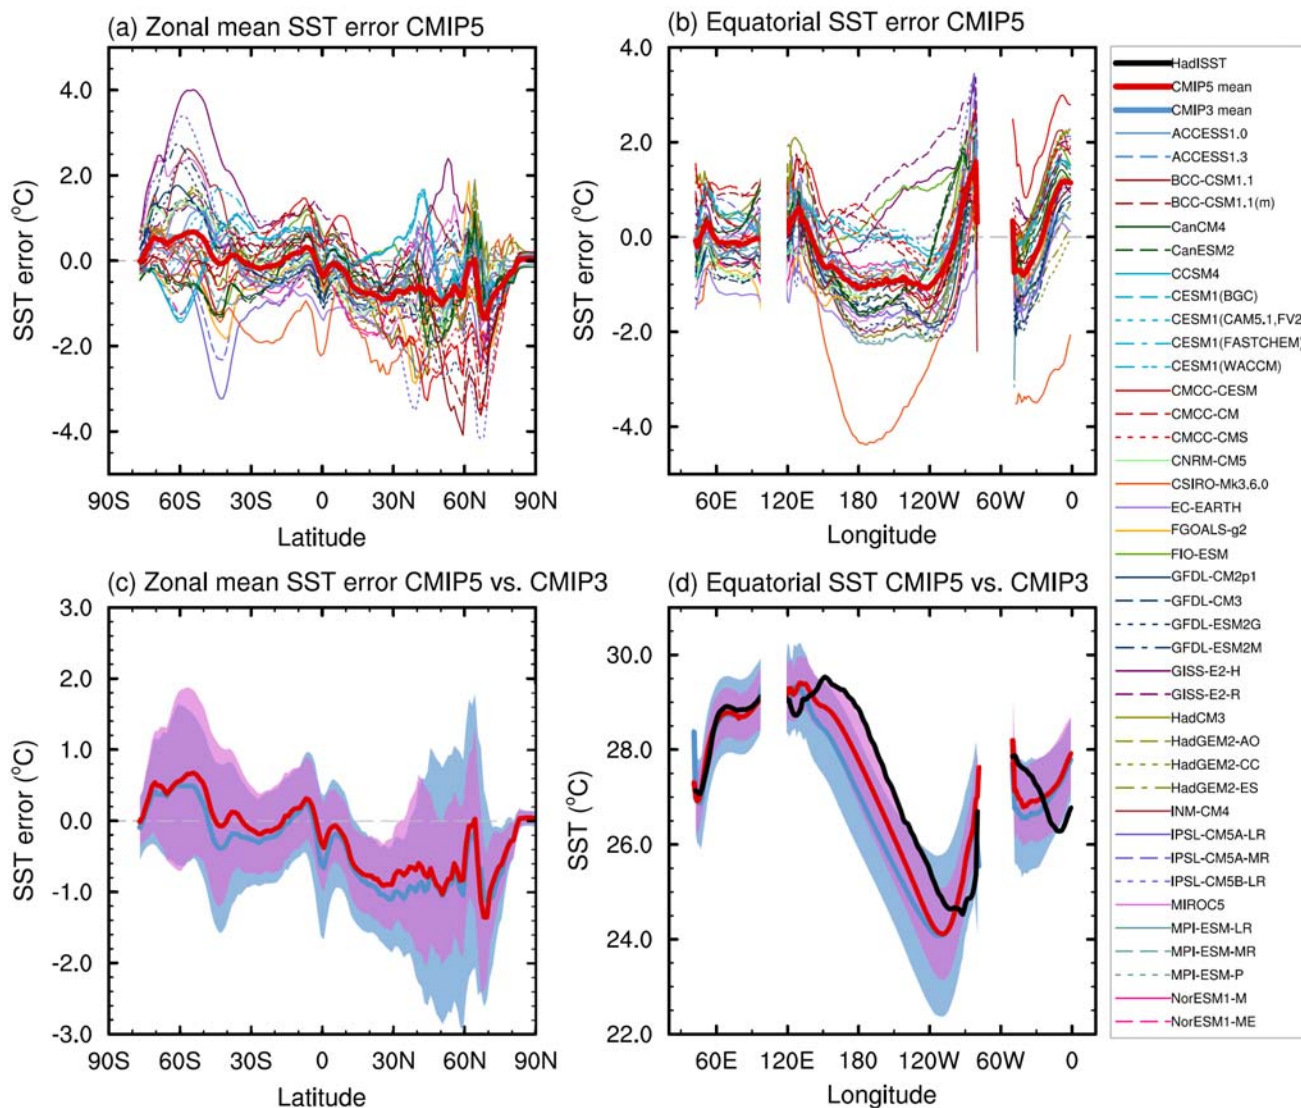 (a) Zonal mean SST error CMIP5
4.0
2.0
0.0
-2.0
-4.0
SST error (°C)
90S 60S 30S 0 30N 60N 90N
Latitude
(b) Equatorial SST error CMIP5
4.0
2.0
0.0
-2.0
-4.0
SST error (°C)
60E 120E 180 120W 60W 0
Longitude
(c) Zonal mean SST error CMIP5 vs. CMIP3
3.0
2.0
1.0
0.0
-1.0
-2.0
-3.0
SST error (°C)
90S 60S 30S 0 30N 60N 90N
Latitude
(d) Equatorial SST CMIP5 vs. CMIP3
30.0
28.0
26.0
24.0
22.0
SST (°C)
60E 120E 180 120W 60W 0
Longitude
HadISST
CMIP5 mean
CMIP3 mean
ACCESS1.0
ACCESS1.3
BCC-CSM1.1
BCC-CSM1.1(m)
CanCM4
CanESM2
CCSM4
CESM1(BGC)
CESM1(CAM5.1,FV2
CESM1(FASTCHEM)
CESM1(WACCM)
CMCC-CESM
CMCC-CM
CMCC-CMS
CNRM-CM5
CSIRO-Mk3.6.0
EC-EARTH
FGOALS-g2
FIO-ESM
GFDL-CM2p1
GFDL-CM3
GFDL-ESM2G
GFDL-ESM2M
GISS-E2-H
GISS-E2-R
HadCM3
HadGEM2-AO
HadGEM2-CC
HadGEM2-ES
INM-CM4
IPSL-CM5A-LR
IPSL-CM5A-MR
IPSL-CM5B-LR
MIROC5
MPI-ESM-LR
MPI-ESM-MR
MPI-ESM-P
NorESM1-M
NorESM1-ME